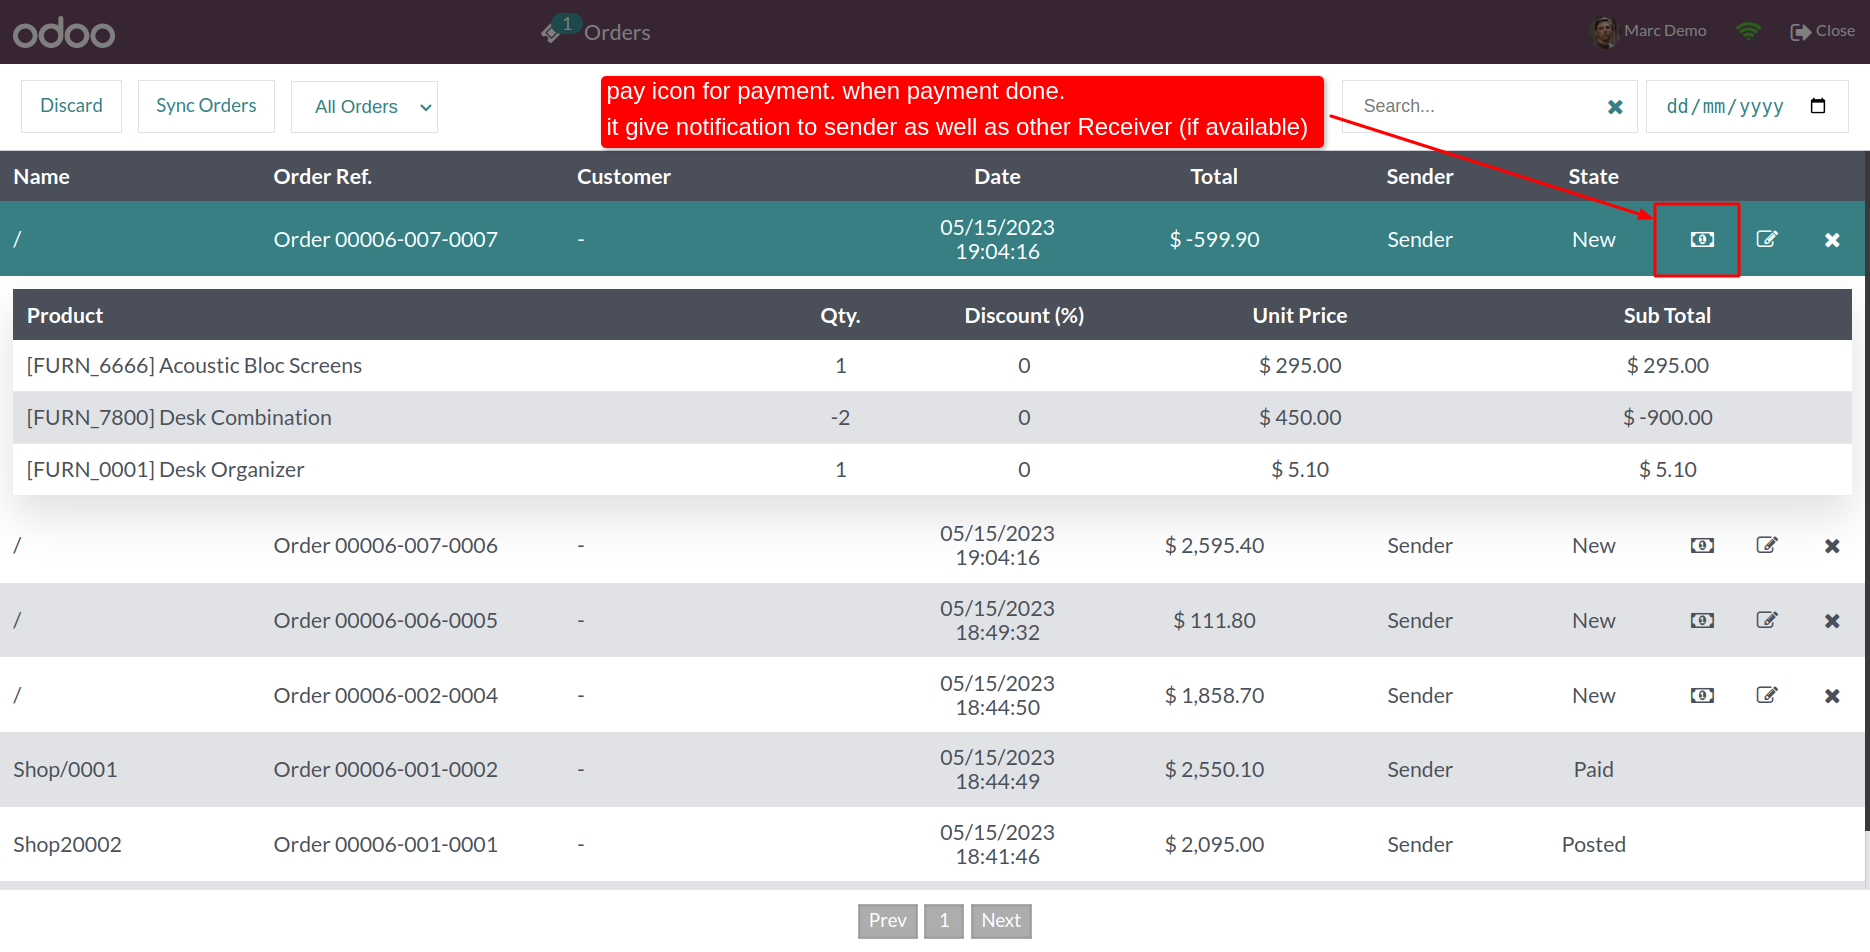 odoo
1 Orders
Marc Demo
Close
Discard
Sync Orders
All Orders
pay icon for payment. when payment done.
it give notification to sender as well as other Receiver (if available)
Search...
dd/mm/yyyy
Name Order Ref. Customer Date Total Sender State
/ Order 00006-007-0007 - 05/15/2023 19:04:16 $ -599.90 Sender New
Product Qty. Discount (%) Unit Price Sub Total
[FURN_6666] Acoustic Bloc Screens 1 0 $ 295.00 $ 295.00
[FURN_7800] Desk Combination -2 0 $ 450.00 $ -900.00
[FURN_0001] Desk Organizer 1 0 $ 5.10 $ 5.10
/ Order 00006-007-0006 - 05/15/2023 19:04:16 $ 2,595.40 Sender New
/ Order 00006-006-0005 - 05/15/2023 18:49:32 $ 111.80 Sender New
/ Order 00006-002-0004 - 05/15/2023 18:44:50 $ 1,858.70 Sender New
Shop/0001 Order 00006-001-0002 - 05/15/2023 18:44:49 $ 2,550.10 Sender Paid
Shop20002 Order 00006-001-0001 - 05/15/2023 18:41:46 $ 2,095.00 Sender Posted
Prev 1 Next